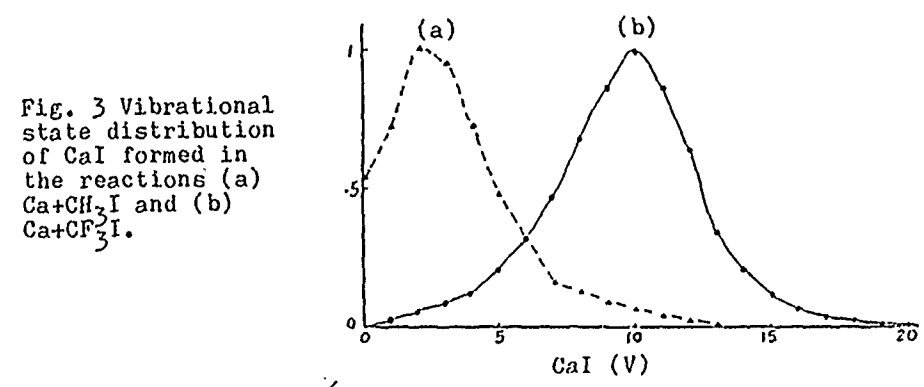 Fig. 3 Vibrational
state distribution
of CaI formed in
the reactions (a)
Ca+CH3I and (b)
Ca+CF3I.
(a)
(b)
1
.5
0
0
5
10
15
20
CaI (V)